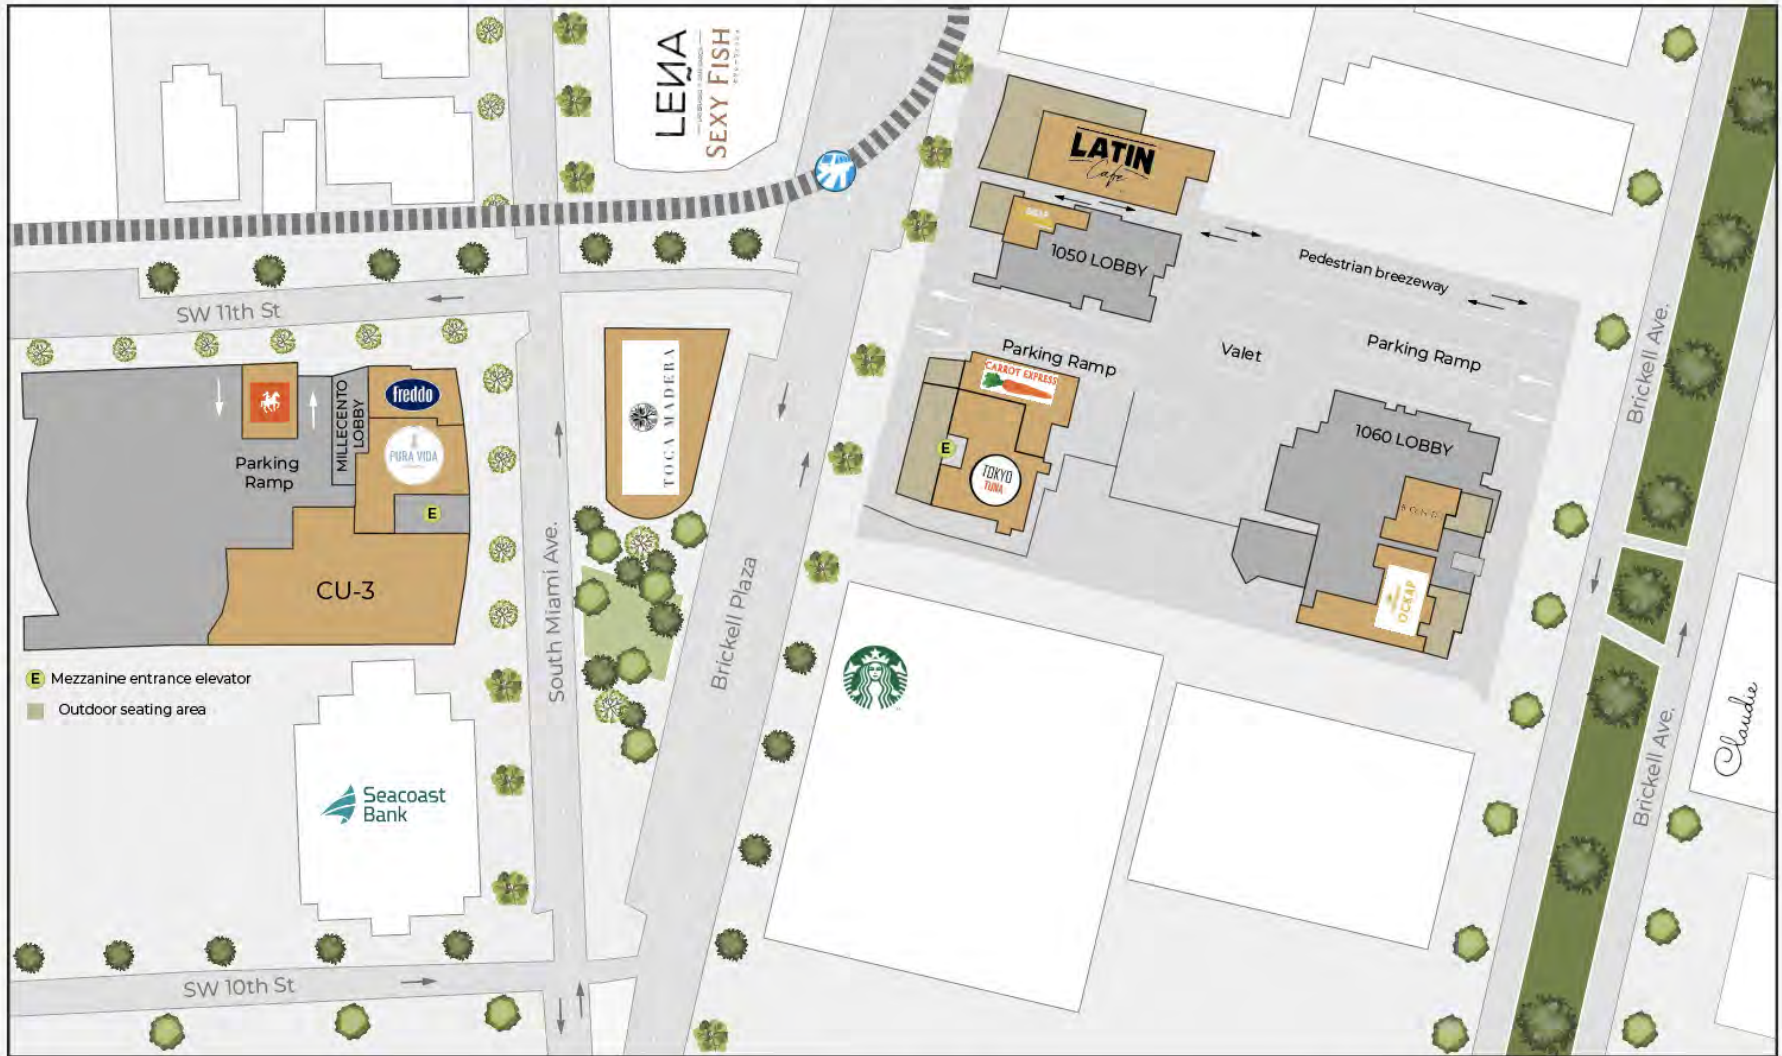 LEÑA
SEXY FISH
LATIN
Cafe
1050 LOBBY
Pedestrian breezeway
SW 11th St
Brickell Ave.
Parking Ramp
Valet
Parking Ramp
CARROT EXPRESS
TOCA MADERA
freddo
MILLECENTO
LOBBY
PURA VIDA
Parking
Ramp
1060 LOBBY
E
TOKYO
TUNA
E
CU-3
South Miami Ave.
Brickell Plaza
OCKAP
E Mezzanine entrance elevator
Outdoor seating area
Claudie
Brickell Ave.
Seacoast
Bank
SW 10th St